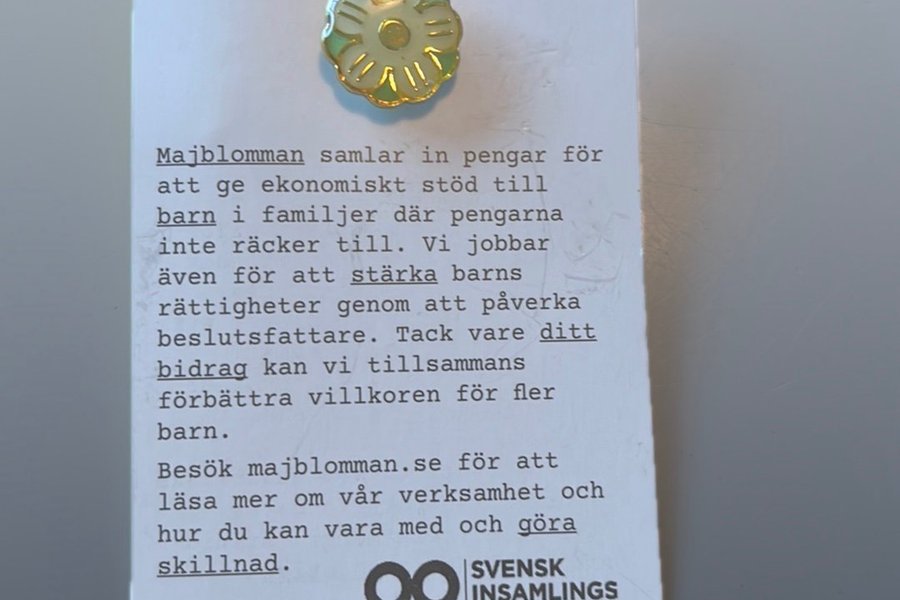 Majblomman samlar in pengar för
att ge ekonomiskt stöd till
barn i familjer där pengarna
inte räcker till. Vi jobbar
även för att stärka barns
rättigheter genom att påverka
beslutsfattare. Tack vare ditt
bidrag kan vi tillsammans
förbättra villkoren för fler
barn.
Besök majblomman.se för att
läsa mer om vår verksamhet och
hur du kan vara med och göra
skillnad.
SVENSK
INSAMLINGS